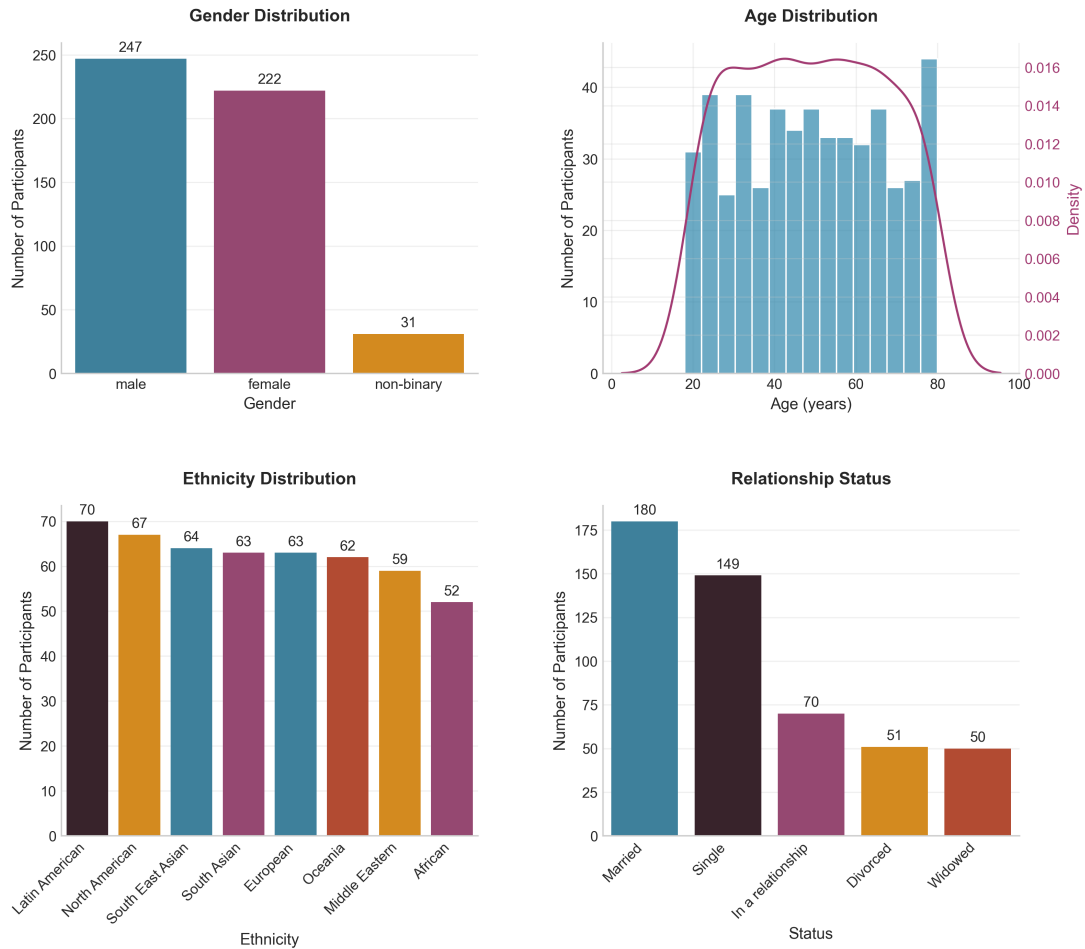 Gender Distribution
Number of Participants
250
200
150
100
50
0
247
222
31
male
female
non-binary
Gender
Age Distribution
Number of Participants
40
30
20
10
0
0
20
40
60
80
100
Age (years)
0.016
0.014
0.012
0.010
0.008
0.006
0.004
0.002
0.000
Density
Ethnicity Distribution
Number of Participants
70
60
50
40
30
20
10
0
70
67
64
63
63
62
59
52
Latin American
North American
South East Asian
South Asian
European
Oceania
Middle Eastern
African
Ethnicity
Relationship Status
Number of Participants
175
150
125
100
75
50
25
0
180
149
70
51
50
Married
Single
In a relationship
Divorced
Widowed
Status